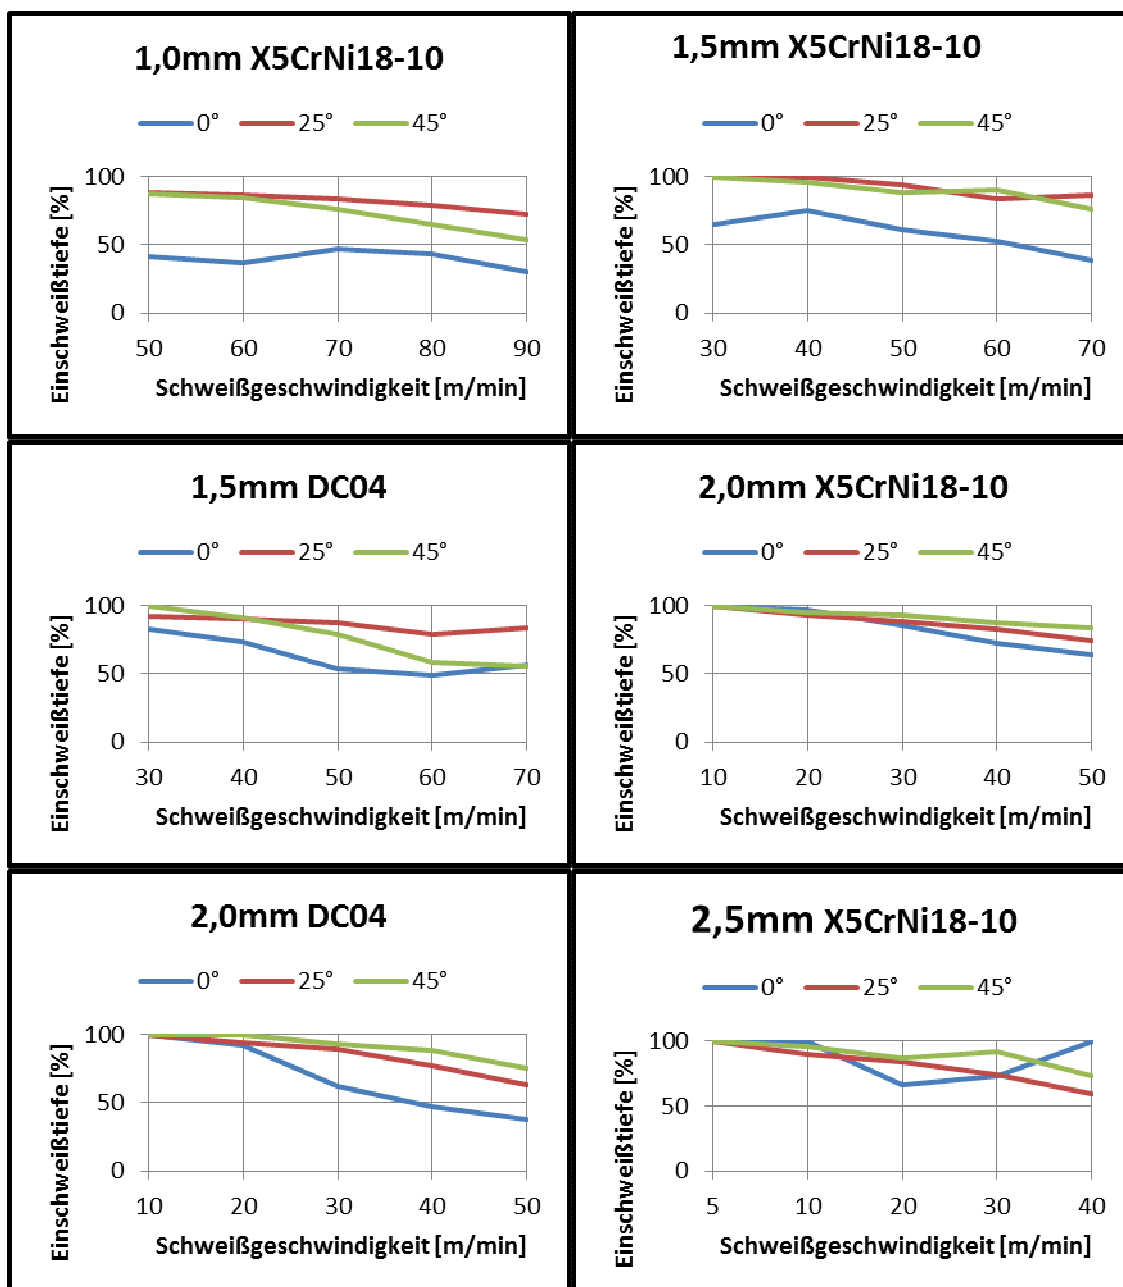 1,0mm X5CrNi18-10
0° 25° 45°
Einschweißtiefe [%]
100
50
0
50 60 70 80 90
Schweißgeschwindigkeit [m/min]
1,5mm X5CrNi18-10
0° 25° 45°
Einschweißtiefe [%]
100
50
0
30 40 50 60 70
Schweißgeschwindigkeit [m/min]
1,5mm DC04
0° 25° 45°
Einschweißtiefe [%]
100
50
0
30 40 50 60 70
Schweißgeschwindigkeit [m/min]
2,0mm X5CrNi18-10
0° 25° 45°
Einschweißtiefe [%]
100
50
0
10 20 30 40 50
Schweißgeschwindigkeit [m/min]
2,0mm DC04
0° 25° 45°
Einschweißtiefe [%]
100
50
0
10 20 30 40 50
Schweißgeschwindigkeit [m/min]
2,5mm X5CrNi18-10
0° 25° 45°
Einschweißtiefe [%]
100
50
0
5 10 20 30 40
Schweißgeschwindigkeit [m/min]